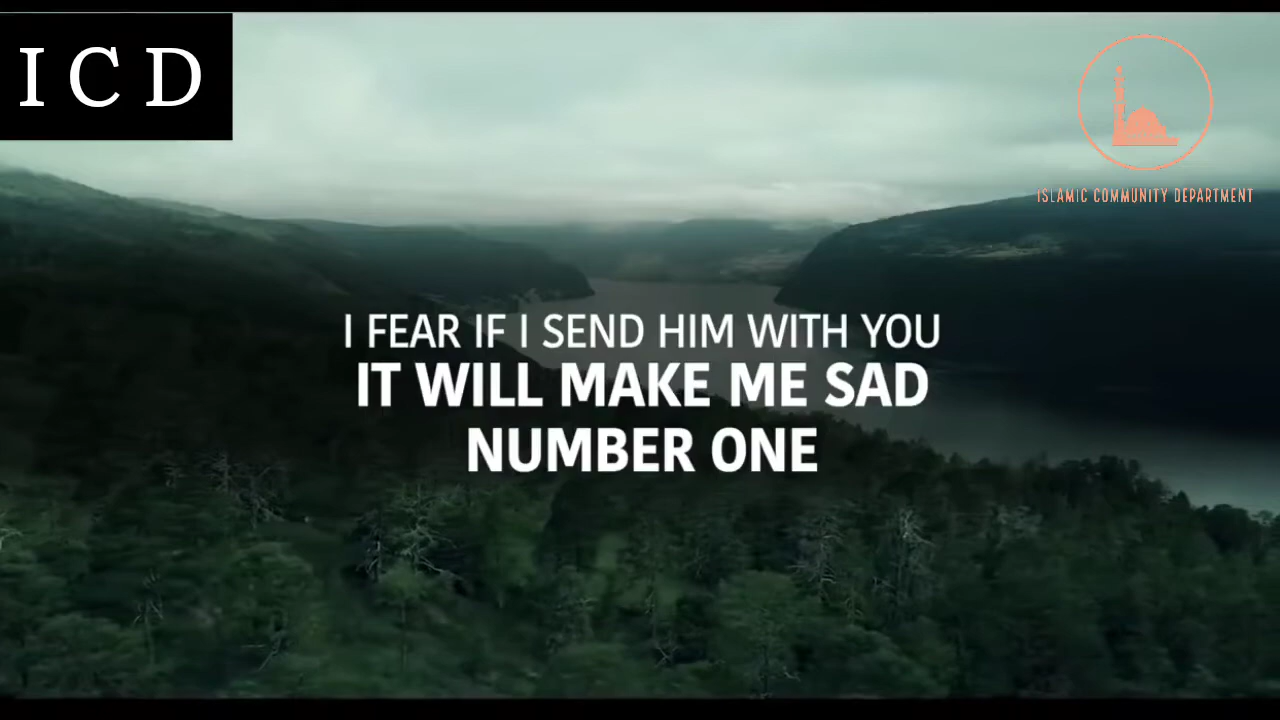 I C D
ISLAMIC COMMUNITY DEPARTMENT
I FEAR IF I SEND HIM WITH YOU
IT WILL MAKE ME SAD
NUMBER ONE